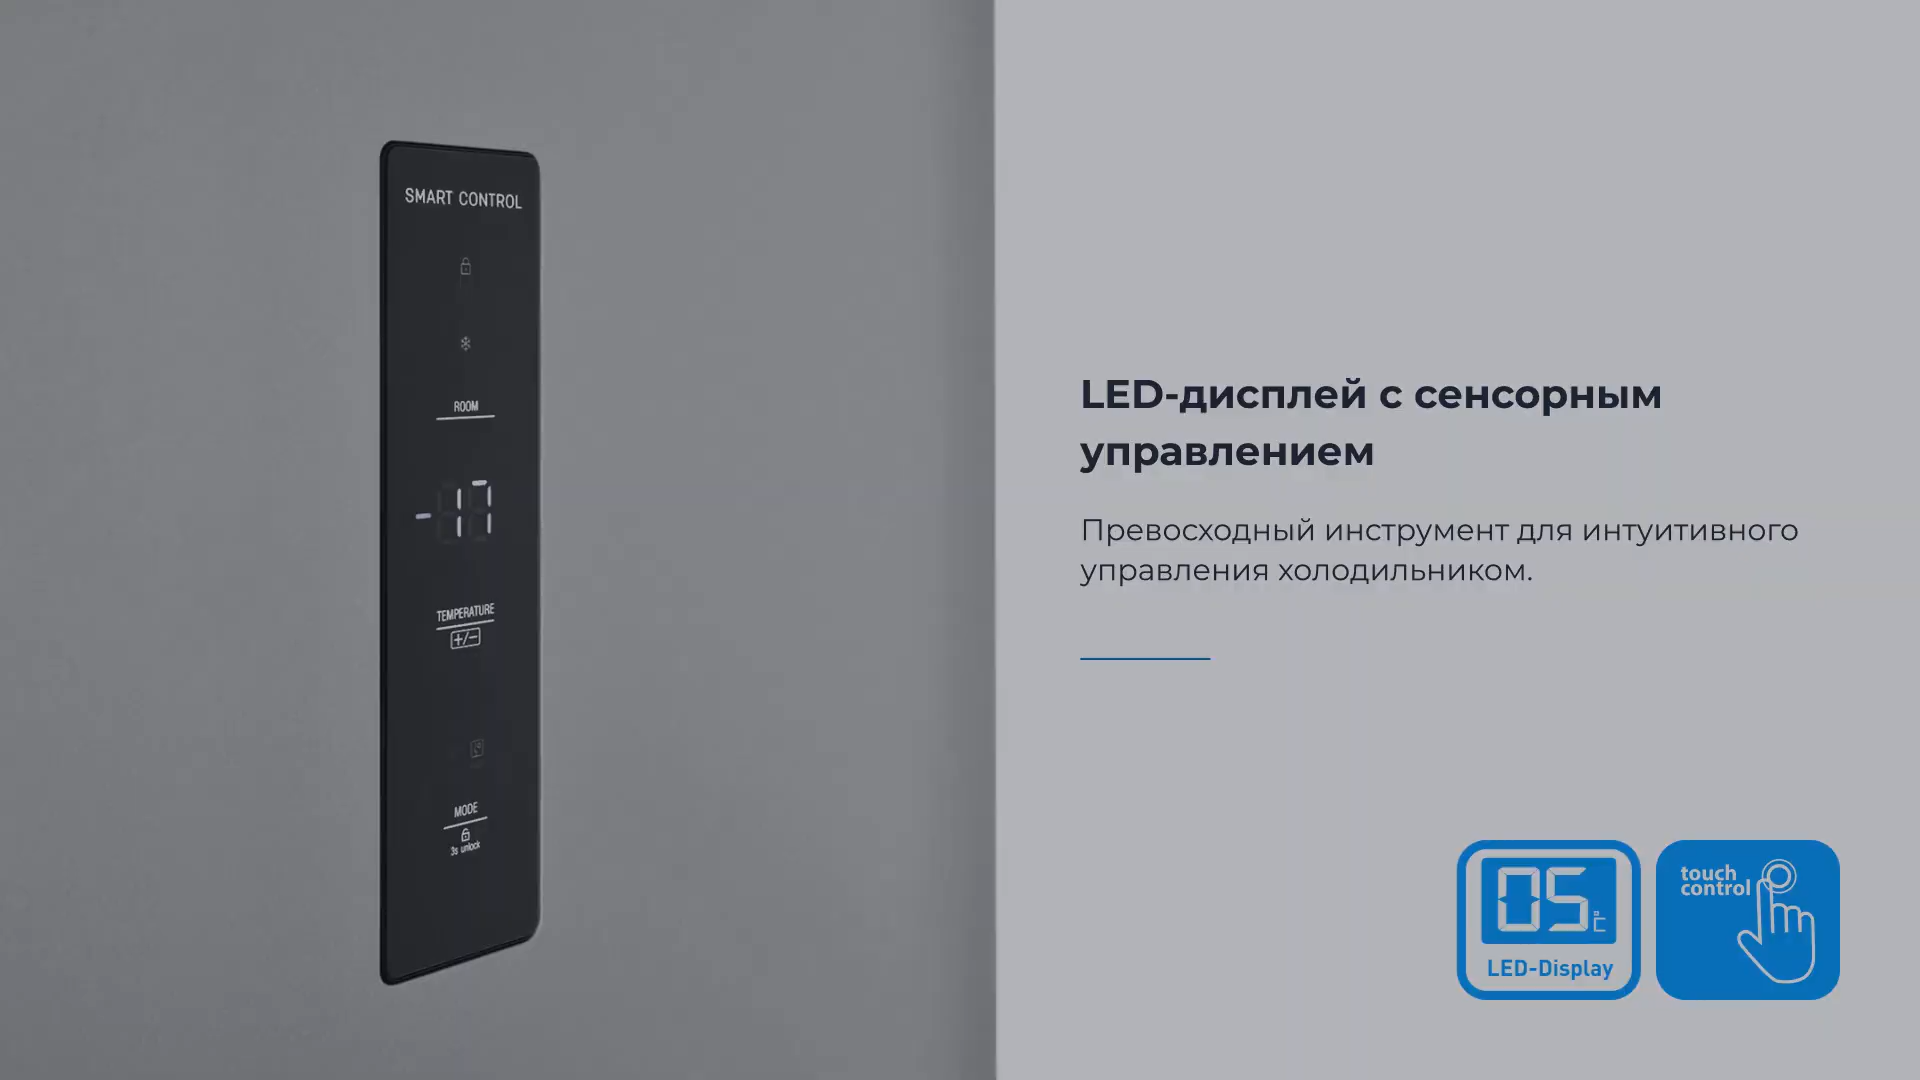 SMART CONTROL
ROOM
-17
TEMPERATURE
+/-
MODE
3s unlock
LED-дисплей с сенсорным
управлением
Превосходный инструмент для интуитивного
управления холодильником.
05°C
LED-Display
touch
control